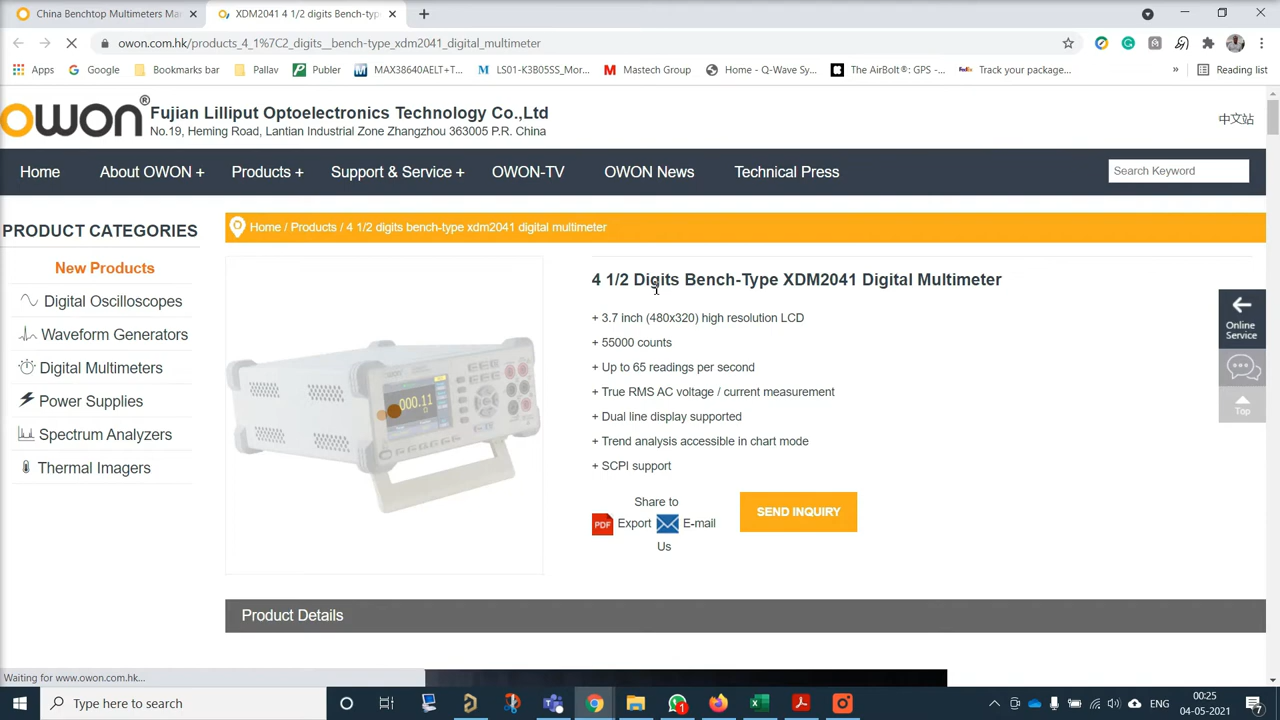 China Benchtop Multimeters Ma
XDM2041 4 1/2 digits Bench-typ
owon.com.hk/products_4_1%7C2_digits__bench-type_xdm2041_digital_multimeter
Apps
Google
Bookmarks bar
Pallav
Publer
MAX38640AELT+T...
LS01-K3B05SS_Mor...
Mastech Group
Home - Q-Wave Sy...
The AirBolt®: GPS -...
Track your package...
»
Reading list
owon®
Fujian Lilliput Optoelectronics Technology Co.,Ltd
No.19, Heming Road, Lantian Industrial Zone Zhangzhou 363005 P.R. China
中文站
Home
About OWON +
Products +
Support & Service +
OWON-TV
OWON News
Technical Press
Search Keyword
PRODUCT CATEGORIES
New Products
Digital Oscilloscopes
Waveform Generators
Digital Multimeters
Power Supplies
Spectrum Analyzers
Thermal Imagers
Home / Products / 4 1/2 digits bench-type xdm2041 digital multimeter
000.11
4 1/2 Digits Bench-Type XDM2041 Digital Multimeter
+ 3.7 inch (480x320) high resolution LCD
+ 55000 counts
+ Up to 65 readings per second
+ True RMS AC voltage / current measurement
+ Dual line display supported
+ Trend analysis accessible in chart mode
+ SCPI support
Share to
PDF Export E-mail
Us
SEND INQUIRY
Online
Service
Top
Product Details
Waiting for www.owon.com.hk...
Type here to search
1
00:25
04-05-2021
7